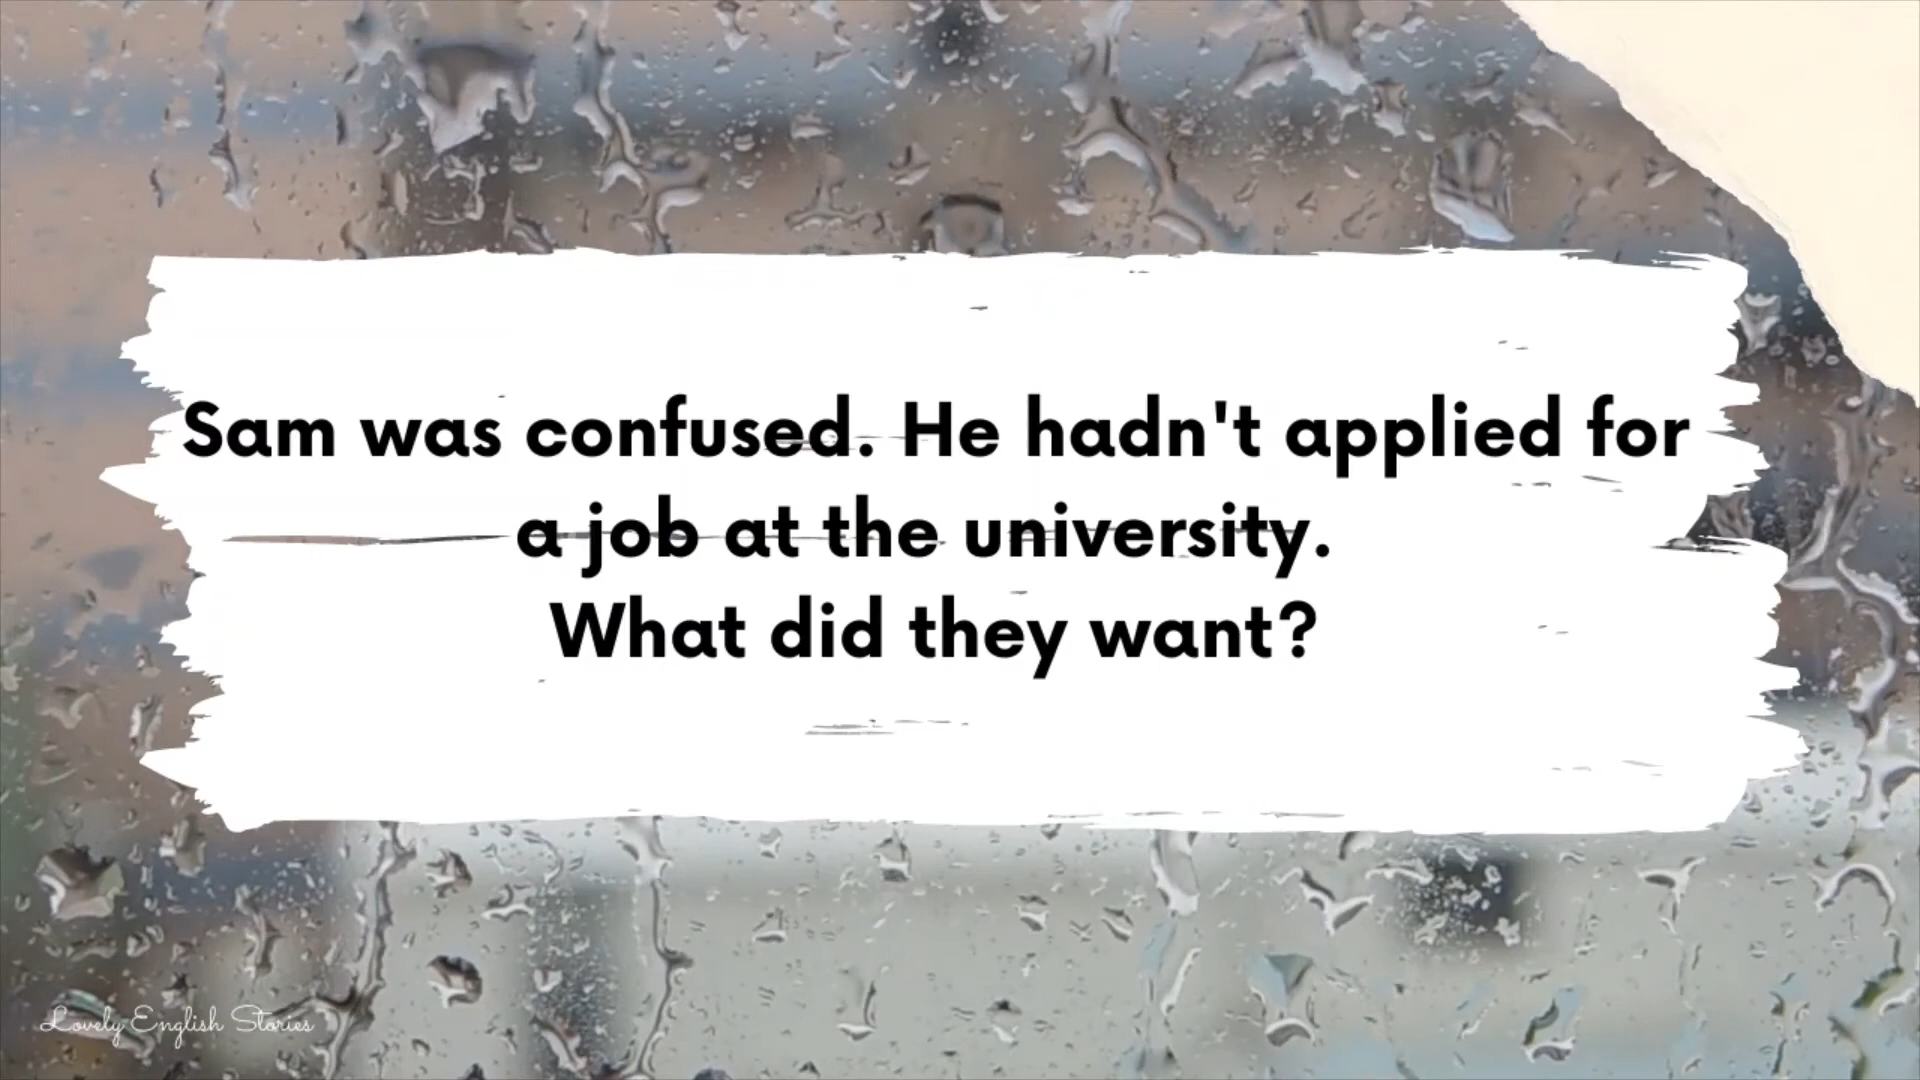 Sam was confused. He hadn't applied for
a job at the university.
What did they want?
Lovely English Stories